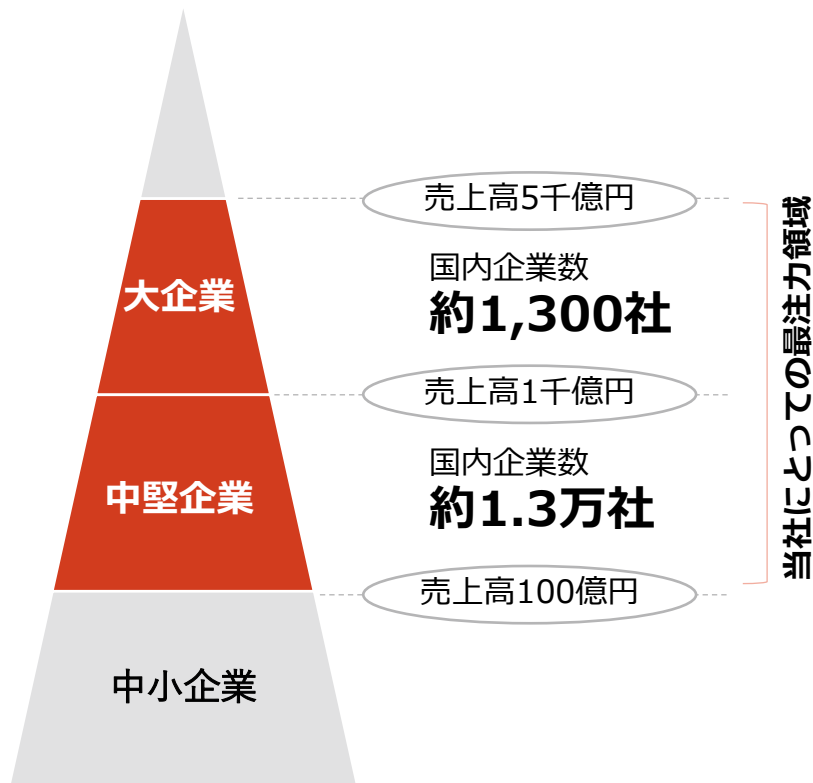 売上高5千億円
大企業
国内企業数
約1,300社
売上高1千億円
中堅企業
国内企業数
約1.3万社
売上高100億円
中小企業
当社にとっての最注力領域